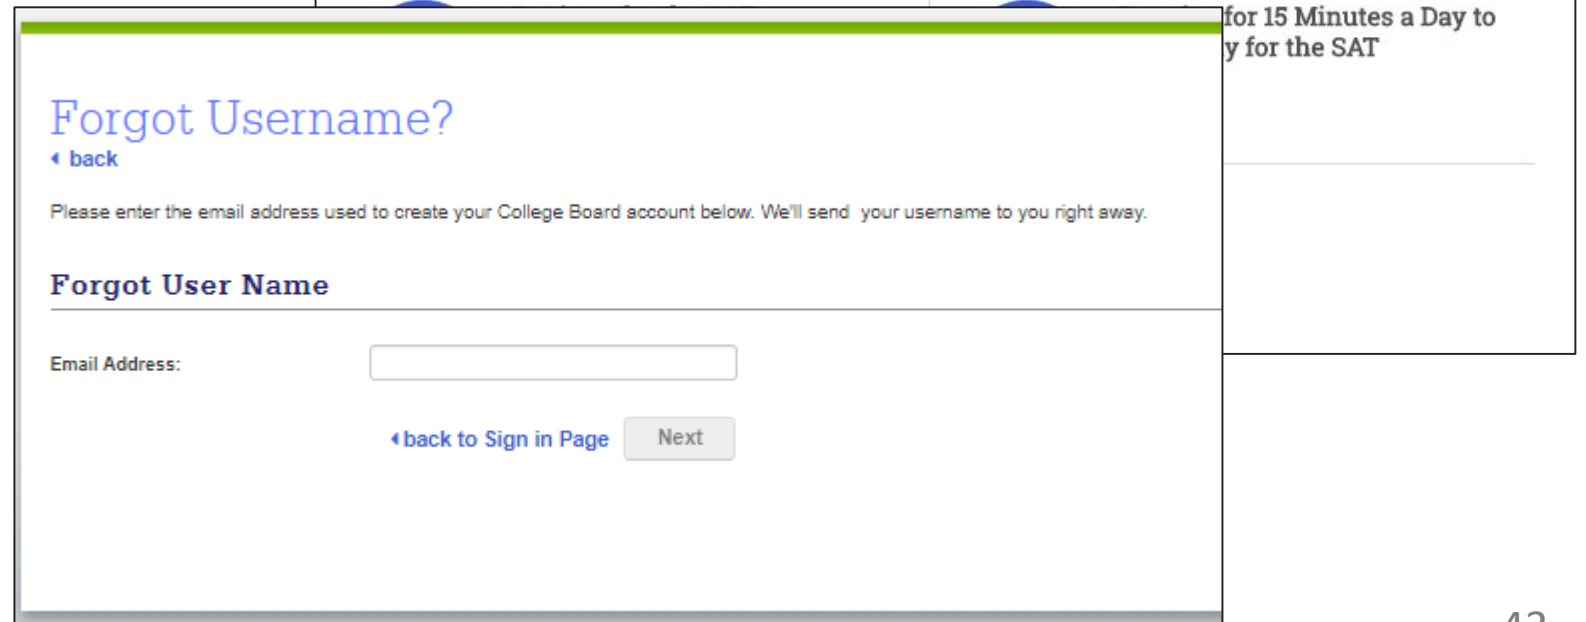 for 15 Minutes a Day to
y for the SAT
Forgot Username?
back
Please enter the email address used to create your College Board account below. We'll send  your username to you right away.
Forgot User Name
Email Address:
back to Sign in Page
Next